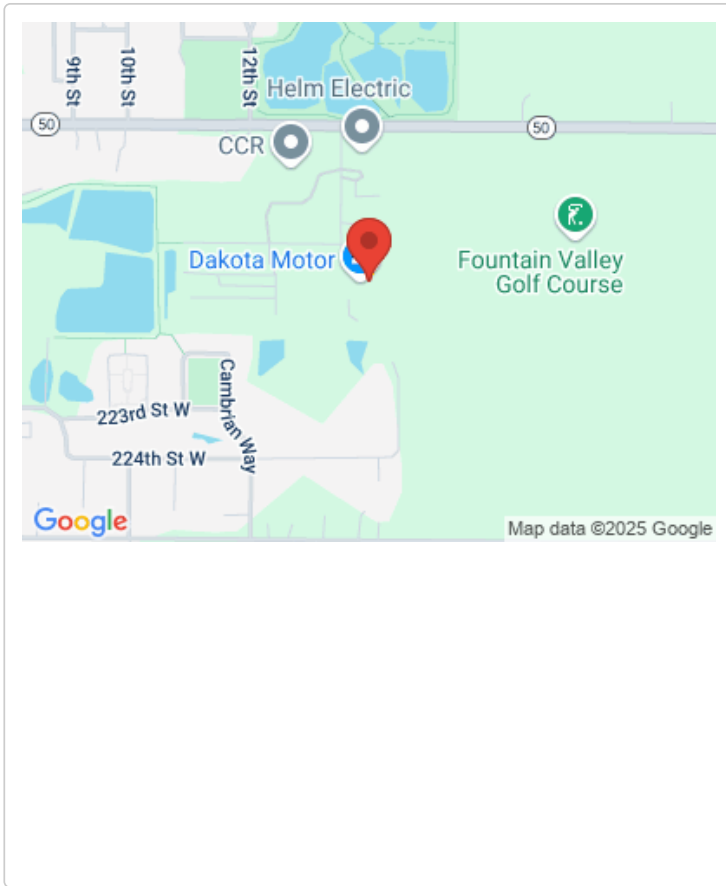 9th St
10th St
12th St
Helm Electric
50
CCR
50
Dakota Motor
Fountain Valley
Golf Course
Cambrian Way
223rd St W
224th St W
Google
Map data ©2025 Google